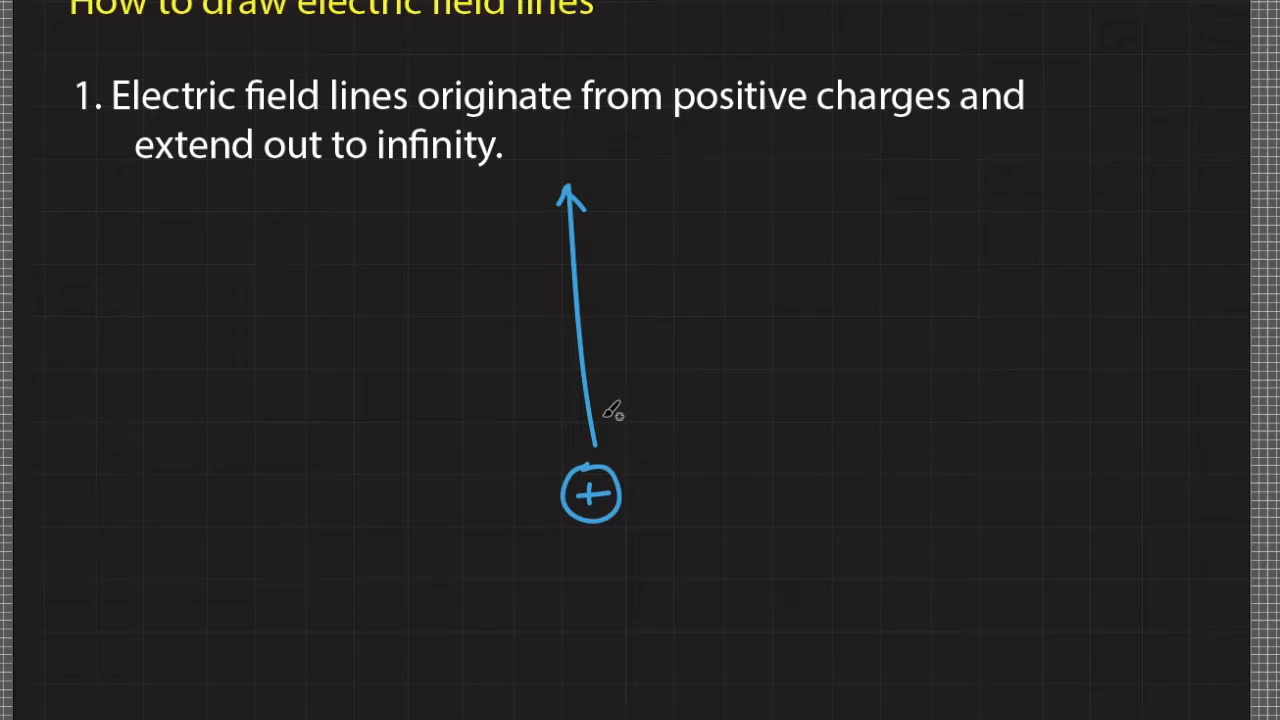 How to draw electric field lines
1. Electric field lines originate from positive charges and
extend out to infinity.
+